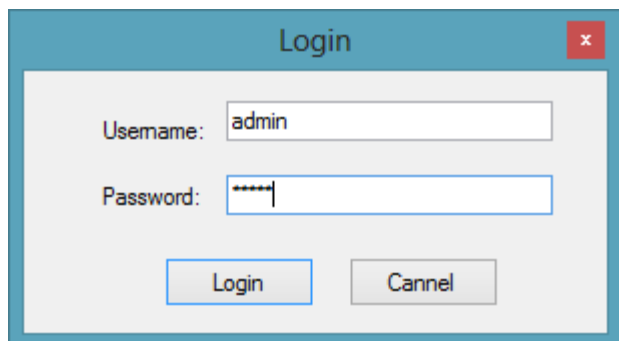 Login
x
Username: admin
Password: *****
Login Cannel